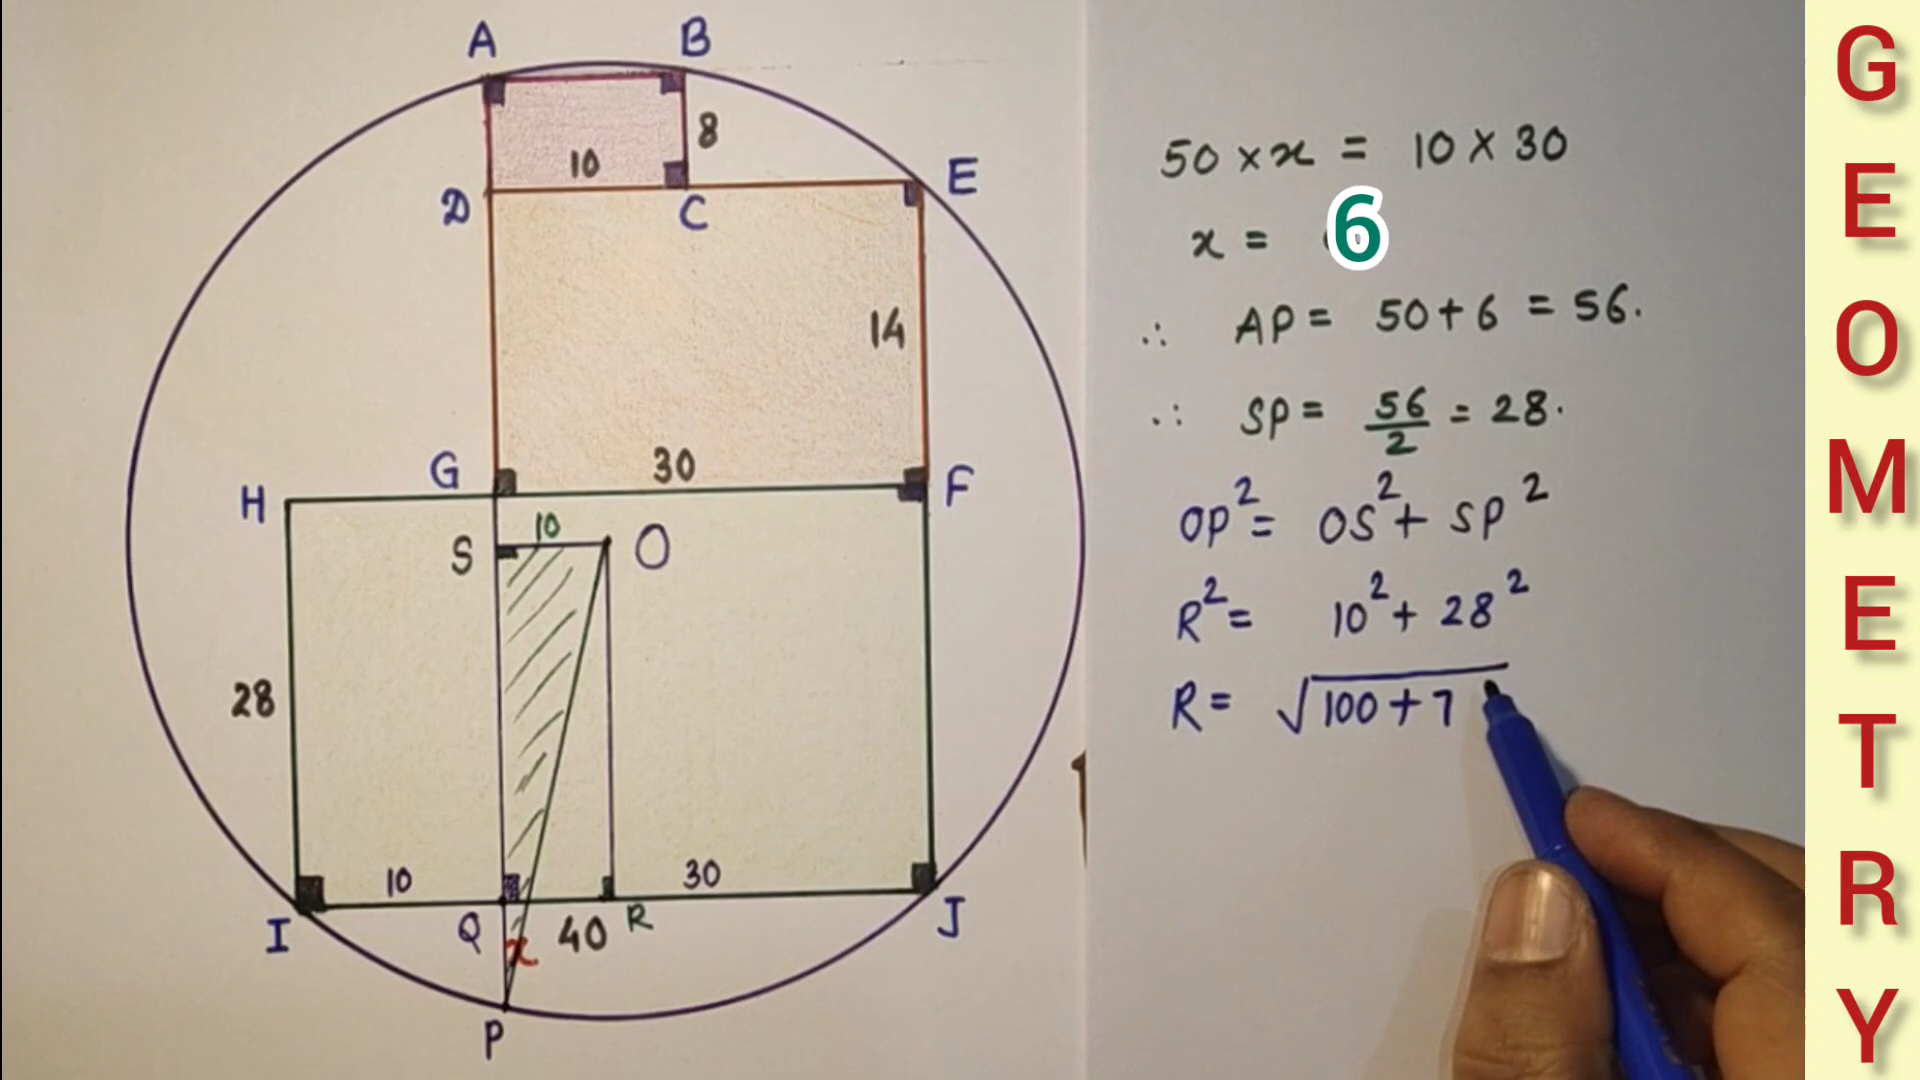 A B
8
10
D C E
14
G 30 F
H
10
S O
28
10 30
I Q 40 R J
x
P
50 × x = 10 × 30
x = 6
∴ AP = 50 + 6 = 56.
∴ SP = 56/2 = 28.
OP² = OS² + SP²
R² = 10² + 28²
R = √100 + 7
GEOMETRY